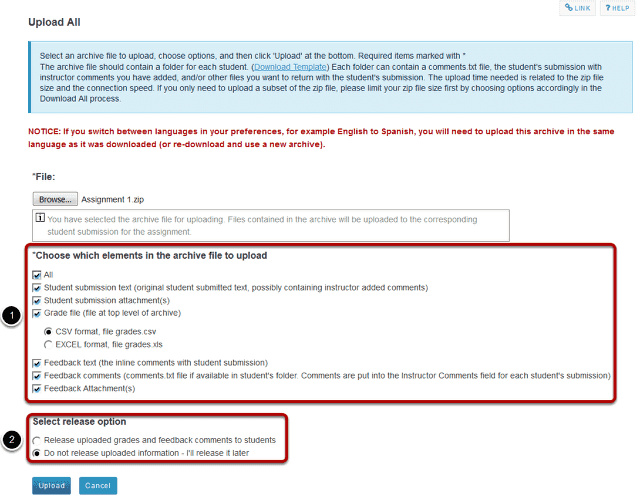 LINK
? HELP
Upload All
Select an archive file to upload, choose options, and then click 'Upload' at the bottom. Required items marked with *
The archive file should contain a folder for each student. (Download Template) Each folder can contain a comments.txt file, the student's submission with
instructor comments you have added, and/or other files you want to return with the student's submission. The upload time needed is related to the zip file
size and the connection speed. If you only need to upload a subset of the zip file, please limit your zip file size first by choosing options accordingly in the
Download All process.
NOTICE: If you switch between languages in your preferences, for example English to Spanish, you will need to upload this archive in the same
language as it was downloaded (or re-download and use a new archive).
*File:
Browse... Assignment 1.zip
You have selected the archive file for uploading. Files contained in the archive will be uploaded to the corresponding
student submission for the assignment.
*Choose which elements in the archive file to upload
All
Student submission text (original student submitted text, possibly containing instructor added comments)
Student submission attachment(s)
1
Grade file (file at top level of archive)
CSV format, file grades.csv
EXCEL format, file grades.xls
Feedback text (the inline comments with student submission)
Feedback comments (comments.txt file if available in student's folder. Comments are put into the Instructor Comments field for each student's submission)
Feedback Attachment(s)
Select release option
2
Release uploaded grades and feedback comments to students
Do not release uploaded information - I'll release it later
Upload Cancel